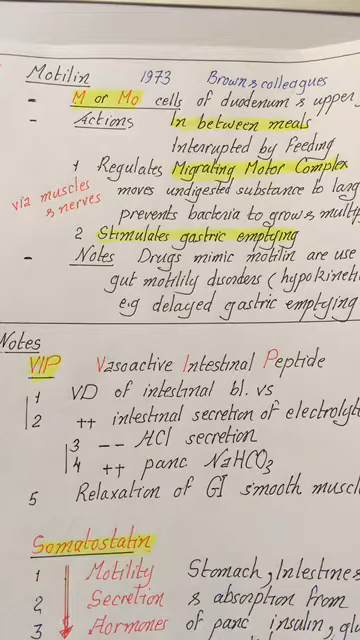 Motilin 1973 Brown & colleagues
- M or Mo cells of duodenum & upper
- Actions In between meals
Interrupted by Feeding
1 Regulates Migrating Motor Complex
via muscles & nerves
moves undigested substance to larg
prevents bacteria to grow & multip
2 Stimulates gastric emptying
- Notes Drugs mimic motilin are use
gut motility disorders (hypokinet
e.g delayed gastric emptying
Notes
VIP Vasoactive Intestinal Peptide
1 VD of intestinal bl. vs
2 ++ intestinal secretion of electrolyt
3 -- HCl secretion
4 ++ panc NaHCO3
5 Relaxation of GI smooth muscl
Somatostatin
1 Motility Stomach, Intestine &
2 Secretion & absorption from
3 Hormones of panc insulin, glu